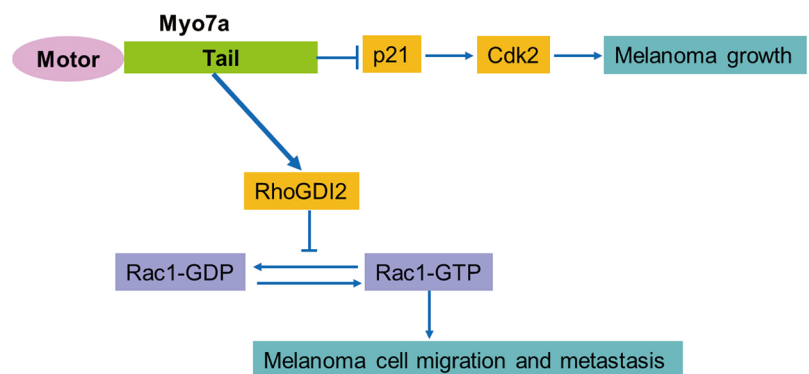 Myo7a
Motor
Tail
p21
Cdk2
Melanoma growth
RhoGDI2
Rac1-GDP
Rac1-GTP
Melanoma cell migration and metastasis